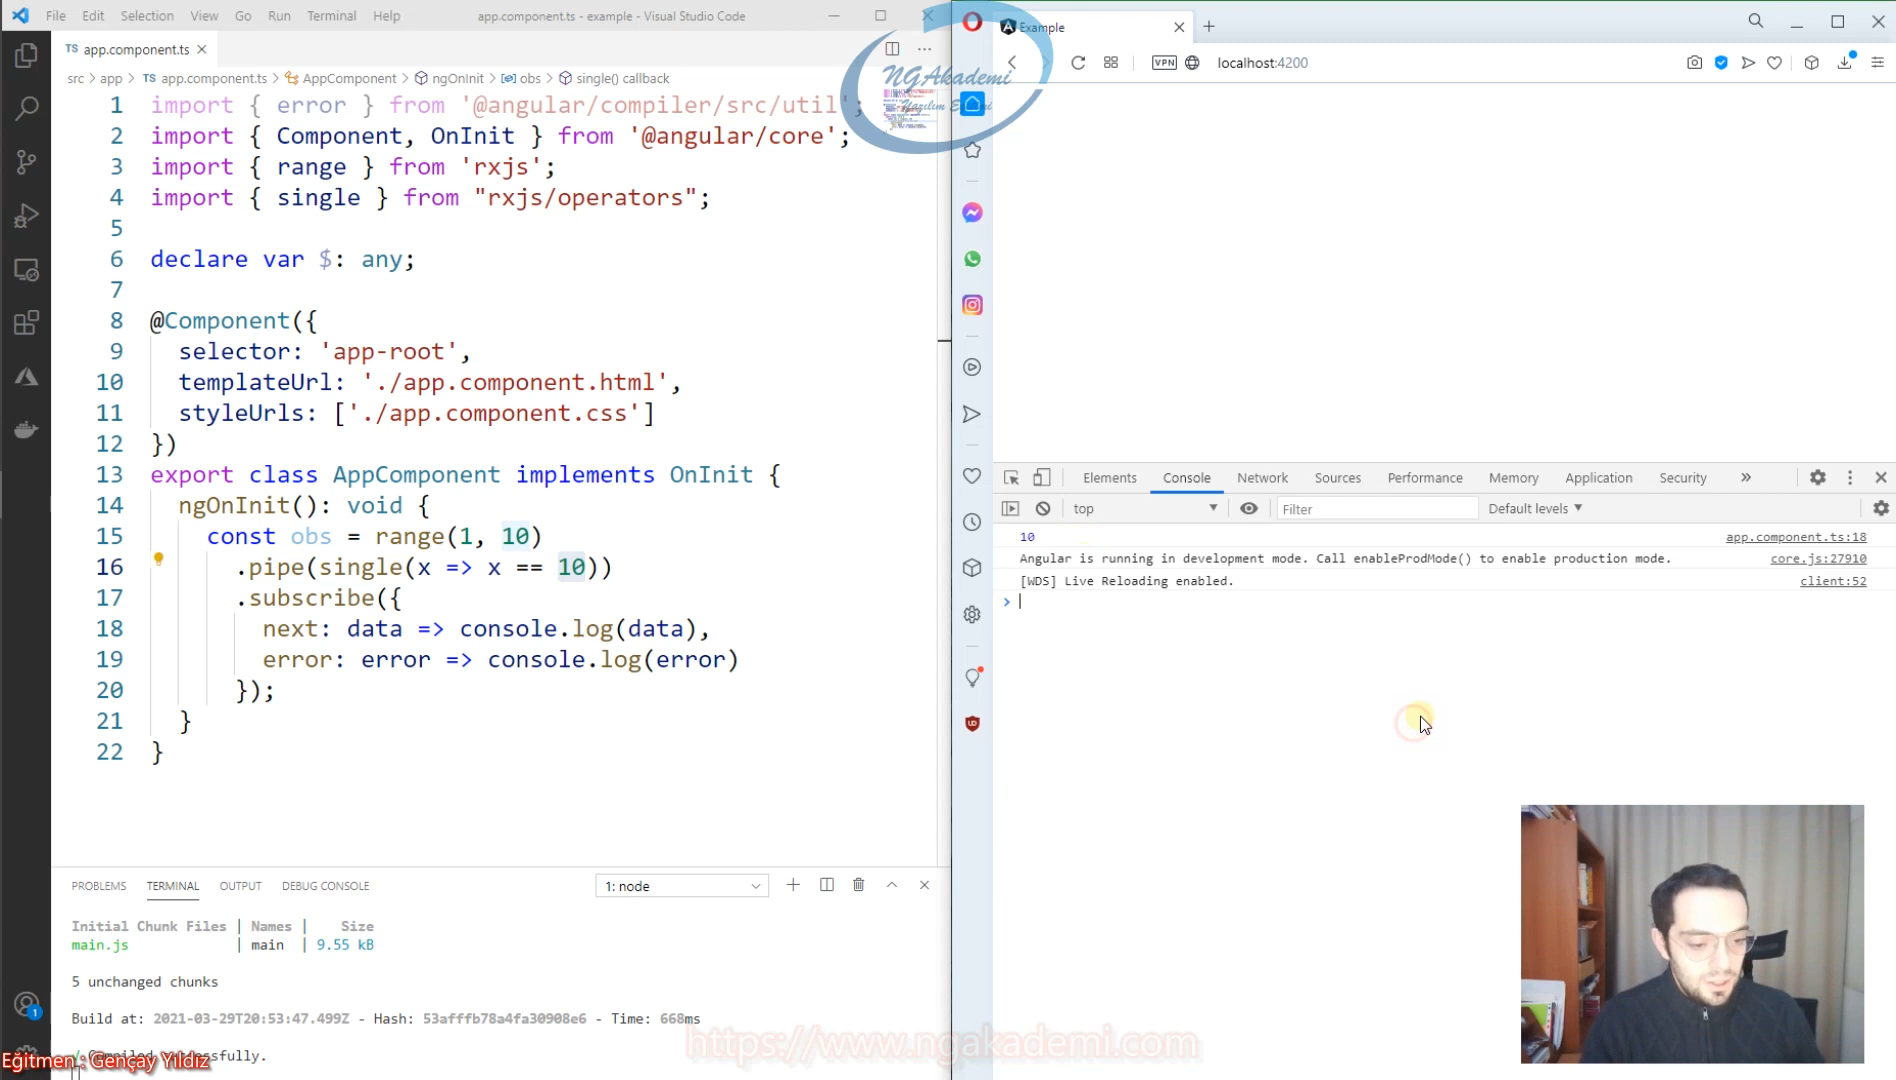 File Edit Selection View Go Run Terminal Help
app.component.ts - example - Visual Studio Code
TS app.component.ts
src > app > TS app.component.ts > AppComponent > ngOnInit > obs > single() callback
1 import { error } from '@angular/compiler/src/util';
2 import { Component, OnInit } from '@angular/core';
3 import { range } from 'rxjs';
4 import { single } from "rxjs/operators";
5
6 declare var $: any;
7
8 @Component({
9 selector: 'app-root',
10 templateUrl: './app.component.html',
11 styleUrls: ['./app.component.css']
12 })
13 export class AppComponent implements OnInit {
14 ngOnInit(): void {
15 const obs = range(1, 10)
16 .pipe(single(x => x == 10))
17 .subscribe({
18 next: data => console.log(data),
19 error: error => console.log(error)
20 });
21 }
22 }
PROBLEMS TERMINAL OUTPUT DEBUG CONSOLE
1: node
Initial Chunk Files | Names | Size
main.js | main | 9.55 kB
5 unchanged chunks
Build at: 2021-03-29T20:53:47.499Z - Hash: 53afffb78a4fa30908e6 - Time: 668ms
Compiled successfully.
1
Eğitmen : Gençay Yıldız
https://www.ngakademi.com
NGAkademi
Yazılım
Example
VPN
localhost:4200
Elements Console Network Sources Performance Memory Application Security
top
Filter
Default levels
10 app.component.ts:18
Angular is running in development mode. Call enableProdMode() to enable production mode. core.js:27910
[WDS] Live Reloading enabled. client:52